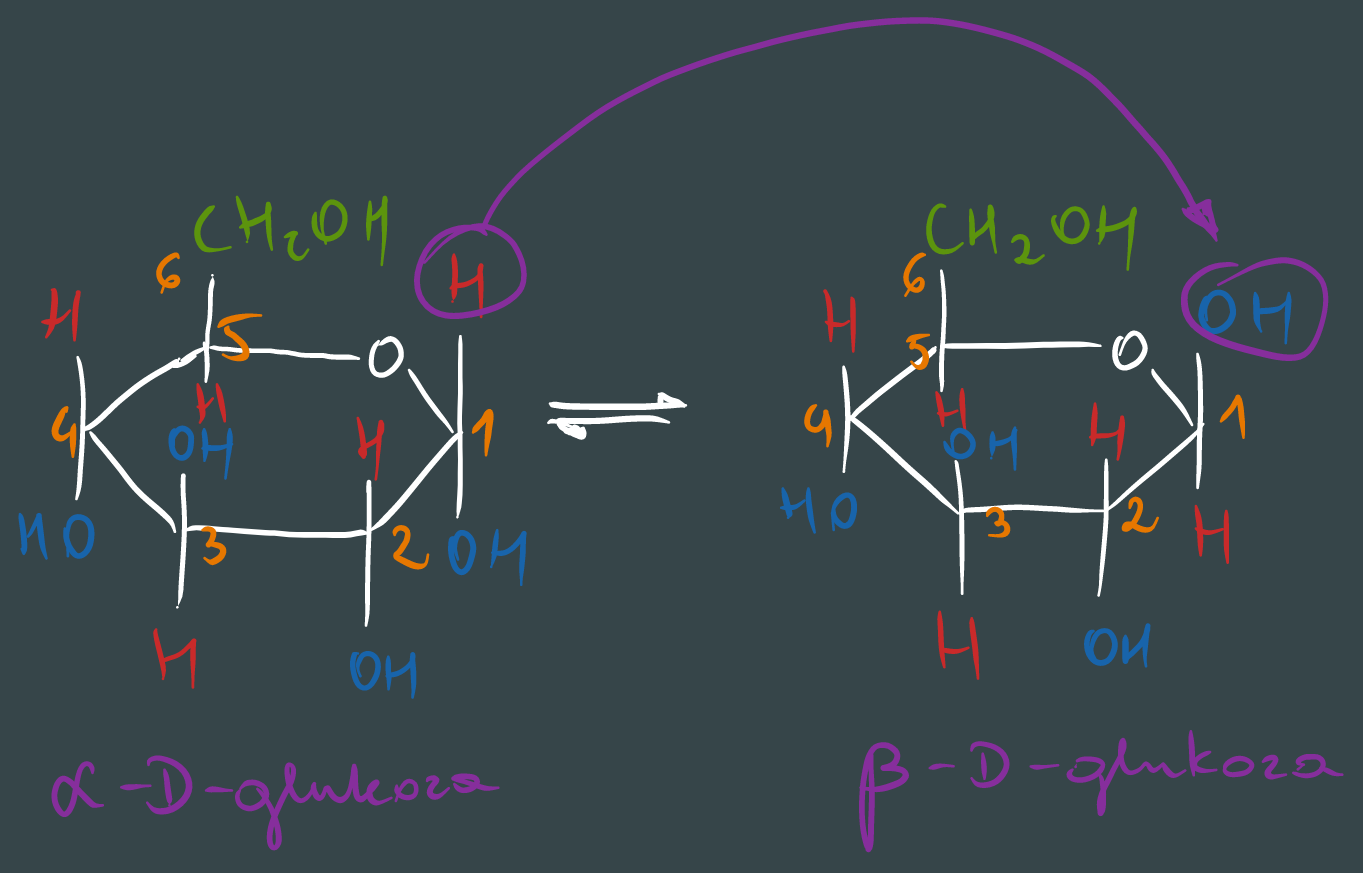 CH₂OH CH₂OH
6 H 6 OH
H 5 O H 5 O
4 H H 1 4 H H 1
OH OH
HO 3 2 OH HO 3 2 H
H OH H OH
α-D-glukoza β-D-glukoza